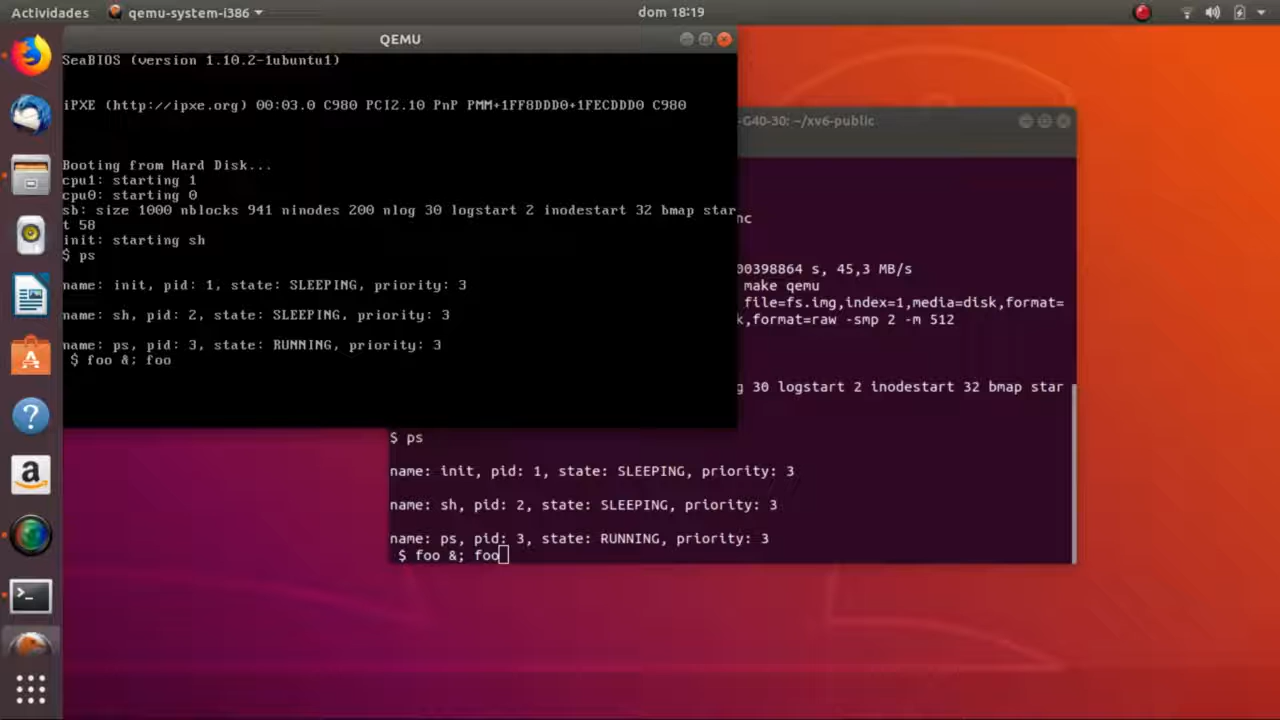 Actividades qemu-system-i386 dom 18:19
QEMU
SeaBIOS (version 1.10.2-1ubuntu1)
iPXE (http://ipxe.org) 00:03.0 C980 PCI2.10 PnP PMM+1FF8DDD0+1FECDDD0 C980
Booting from Hard Disk...
cpu1: starting 1
cpu0: starting 0
sb: size 1000 nblocks 941 ninodes 200 nlog 30 logstart 2 inodestart 32 bmap star
t 58
init: starting sh
$ ps
name: init, pid: 1, state: SLEEPING, priority: 3
name: sh, pid: 2, state: SLEEPING, priority: 3
name: ps, pid: 3, state: RUNNING, priority: 3
$ foo &; foo
-G40-30: ~/xv6-public
nc
00398864 s, 45,3 MB/s
make qemu
file=fs.img,index=1,media=disk,format=
k,format=raw -smp 2 -m 512
g 30 logstart 2 inodestart 32 bmap star
$ ps
name: init, pid: 1, state: SLEEPING, priority: 3
name: sh, pid: 2, state: SLEEPING, priority: 3
name: ps, pid: 3, state: RUNNING, priority: 3
$ foo &; foo